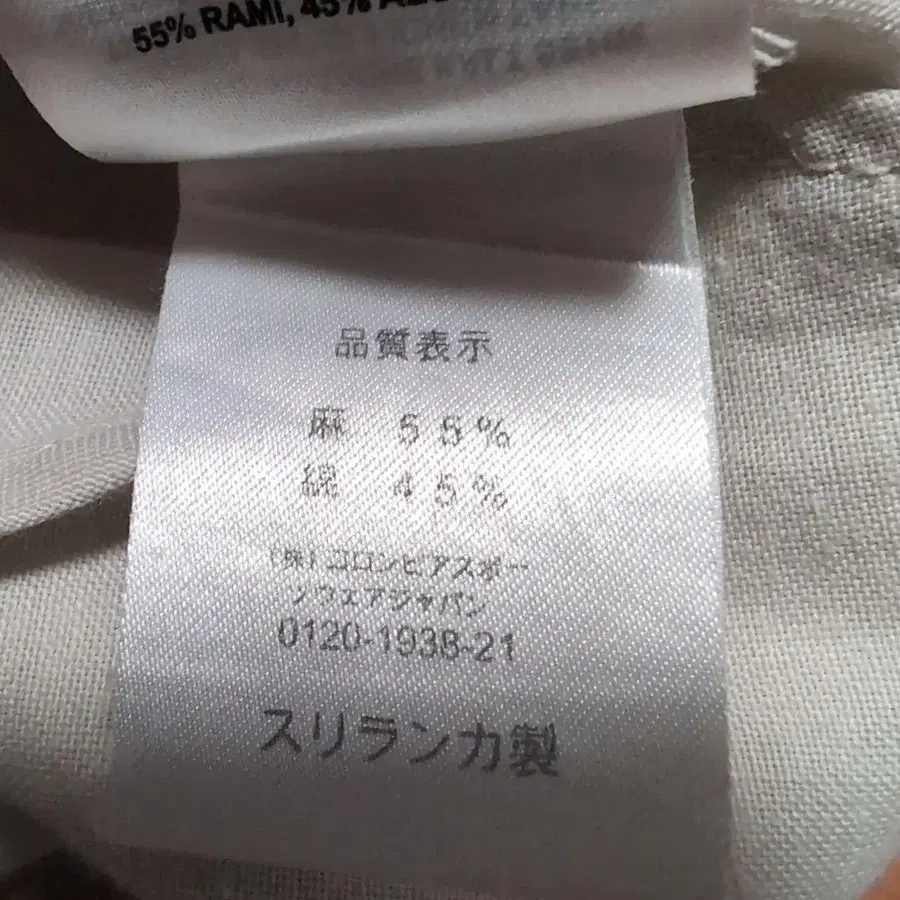 55% RAMI, 45%
品質表示
麻 55%
綿 45%
(株)コロンビアスポー
ツウエアジャパン
0120-1938-21
スリランカ製